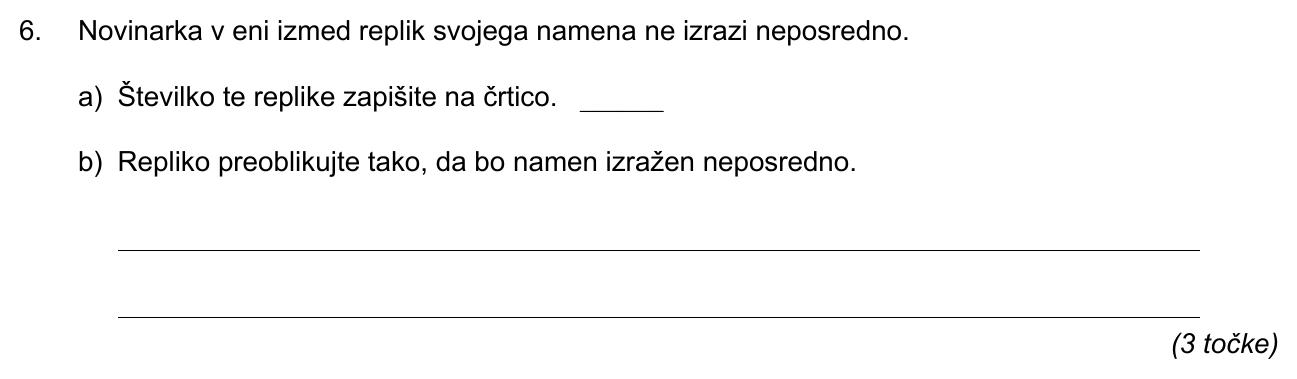 6. Novinarka v eni izmed replik svojega namena ne izrazi neposredno.
a) Številko te replike zapišite na črtico. ______
b) Repliko preoblikujte tako, da bo namen izražen neposredno.
(3 točke)